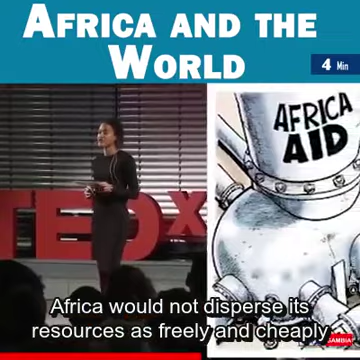 AFRICA AND THE
WORLD
4 Min
AFRICA
AID
TEDx
Africa would not disperse its
resources as freely and cheaply
JAMBIA